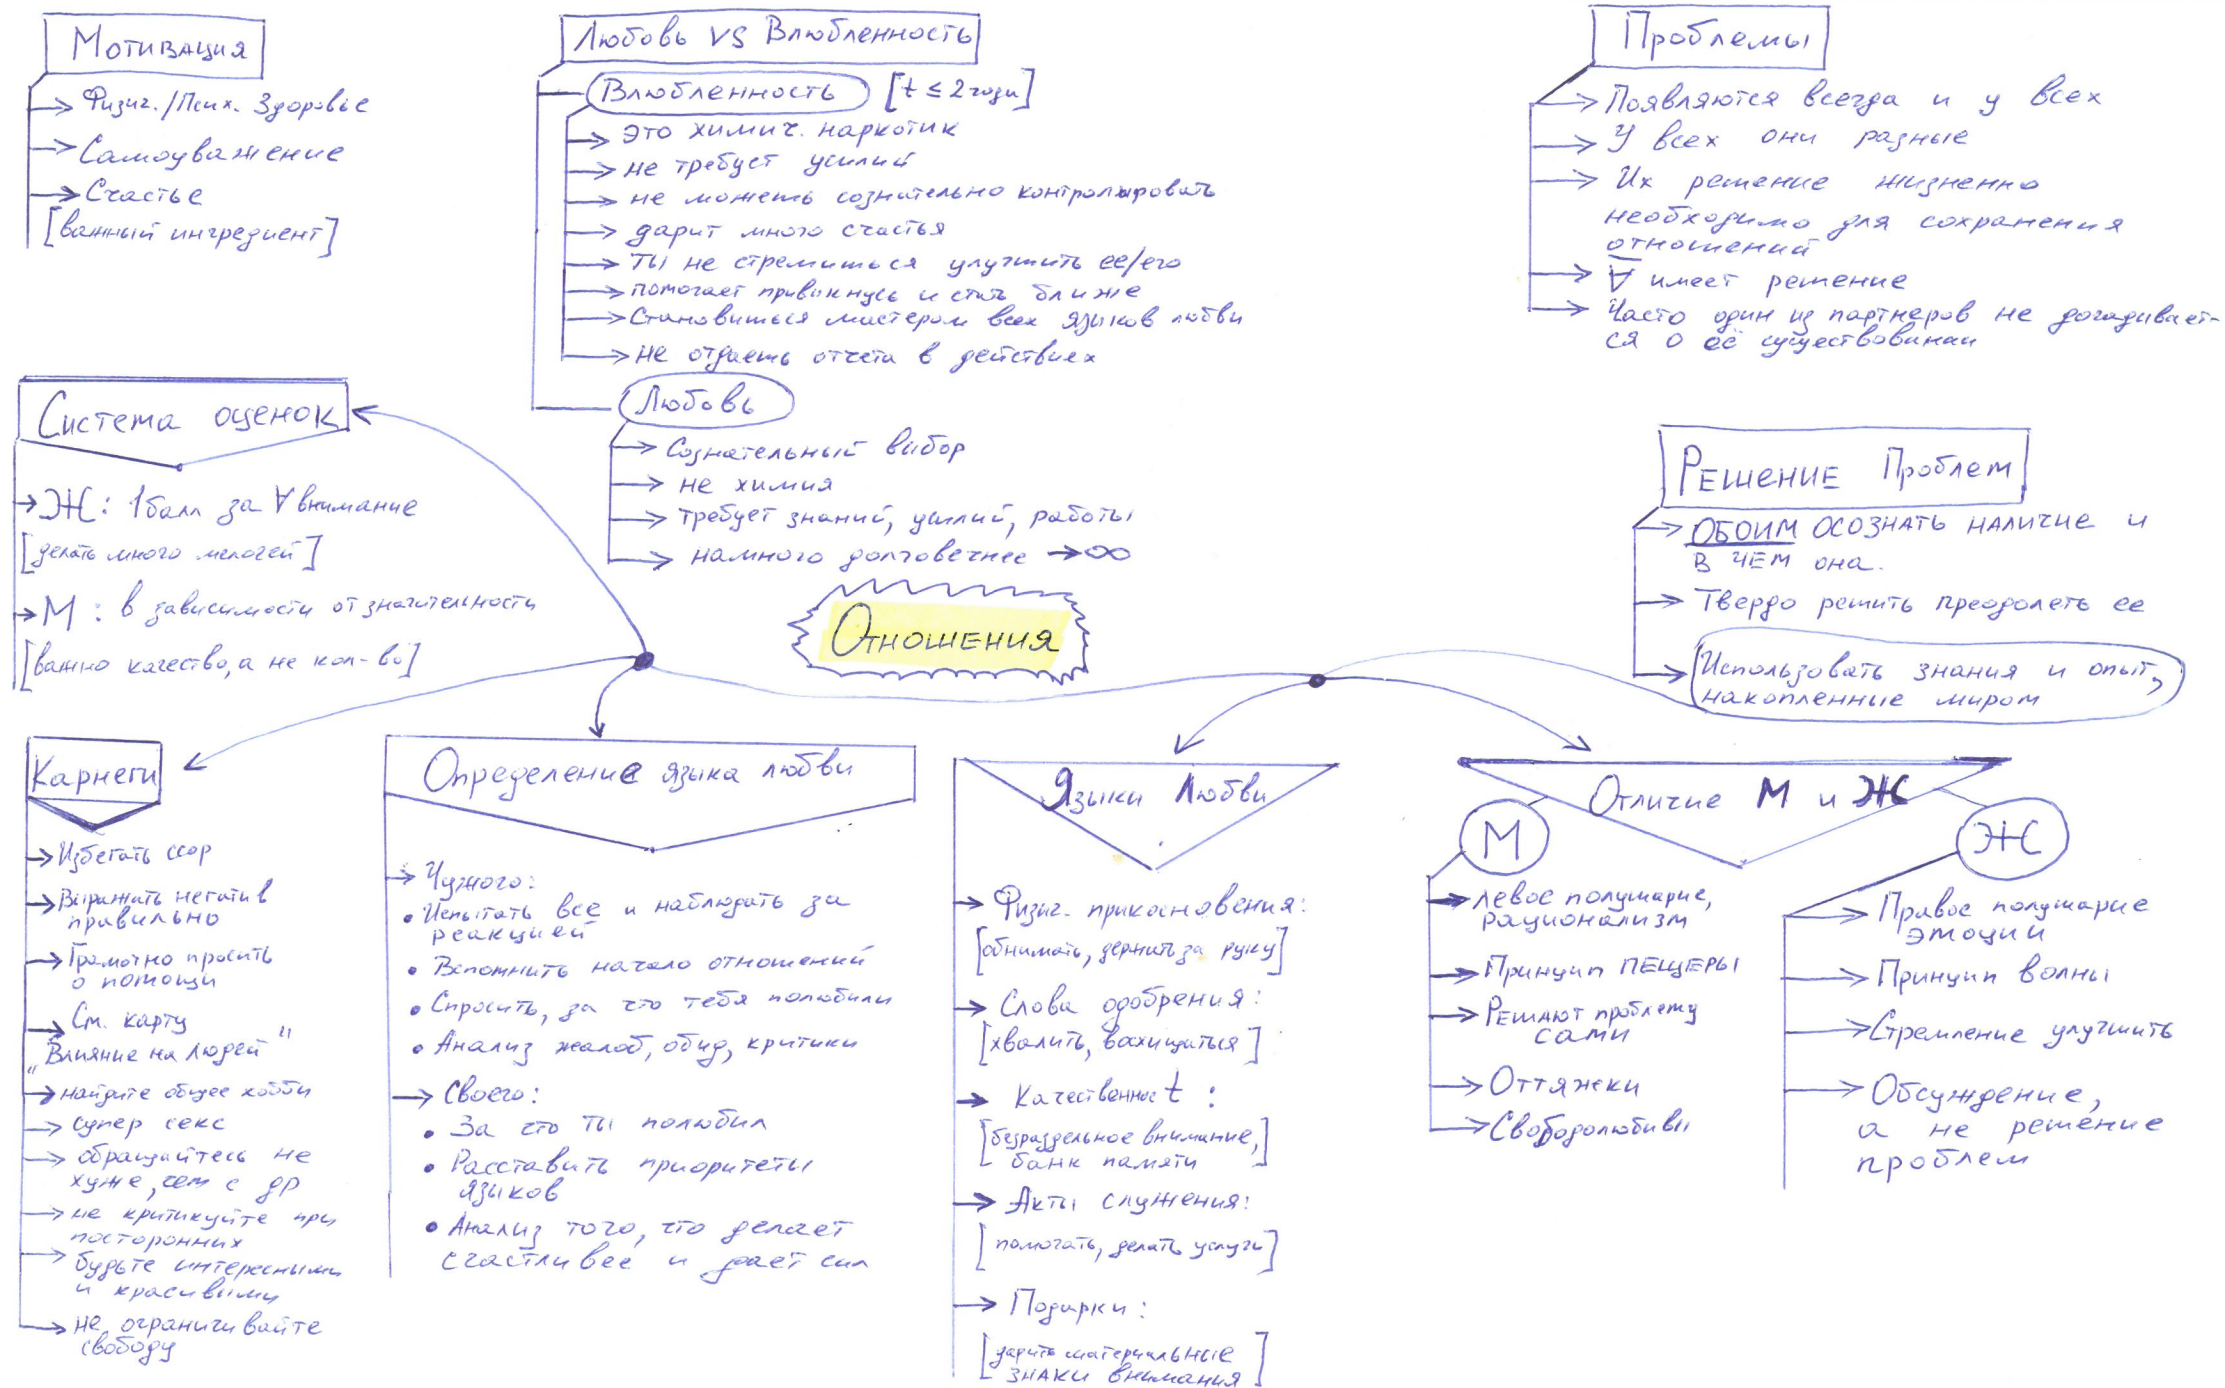 Мотивация
Физич./Псих. Здоровье
Самоуважение
Счастье
[важный ингредиент]
Любовь VS Влюбленность
Влюбленность [t ≤ 2 года]
это химич. наркотик
не требует усилий
не можешь сознательно контролировать
дарит много счастья
ты не стремишься улучшить ее/его
помогает привыкнусь и стать ближе
Становишься мастером всех языков любви
не отдаешь отчета в действиях
Любовь
Сознательный выбор
не химия
требует знаний, усилий, работы
намного долговечнее → ∞
Проблемы
Появляются всегда и у всех
У всех они разные
Их решение жизненно
необходимо для сохранения
отношений
∀ имеет решение
Часто один из партнеров не догадывает-
ся о её существовании
Решение Проблем
ОБОИМ осознать наличие и
в чем она.
Твердо решить преодолеть ее
Использовать знания и опыт,
накопленные миром
Система оценок
Ж: 1 балл за ∀ внимание
[делать много мелочей]
М: в зависимости от значительности
[важно качество, а не кол-во]
Отношения
Карнеги
Избегать ссор
Выражать негатив
правильно
Грамотно просить
о помощи
См. карту
"Влияние на людей"
найдите общее хобби
супер секс
обращайтесь не
хуже, чем с др
не критикуйте при
посторонних
будьте интересными
и красивыми
не ограничивайте
свободу
Определение языка любви
Чужого:
• Испытать все и наблюдать за
реакцией
• Вспомнить начало отношений
• Спросить, за что тебя полюбили
• Анализ жалоб, обид, критики
Своего:
• За что ты полюбил
• Расставить приоритеты
языков
• Анализ того, что делает
счастливее и дает сил
Языки Любви
Физич. прикосновения:
[обнимать, держать за руку]
Слова одобрения:
[хвалить, восхищаться]
Качественное t:
[безраздельное внимание,
банк памяти]
Акты служения:
[помогать, делать услуги]
Подарки:
[дарить материальные
знаки внимания]
Отличие М и Ж
М
Левое полушарие,
рационализм
Принцип ПЕЩЕРЫ
Решают проблему
сами
Оттяжки
Свободолюбивы
Ж
Правое полушарие
эмоции
Принцип волны
Стремление улучшить
Обсуждение,
а не решение
проблем